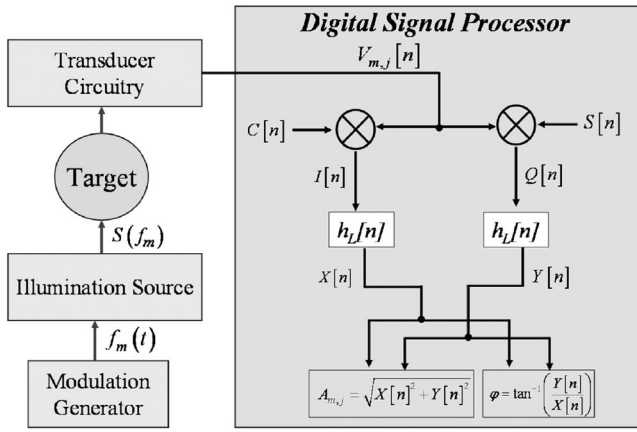 Digital Signal Processor
Transducer
Circuitry
V_{m,j}[n]
C[n]
S[n]
Target
I[n]
Q[n]
h_L[n]
h_L[n]
S(f_m)
Illumination Source
X[n]
Y[n]
f_m(t)
Modulation
Generator
A_{m,j} = √(X[n]^2 + Y[n]^2)
φ = tan^{-1}(Y[n]/X[n])